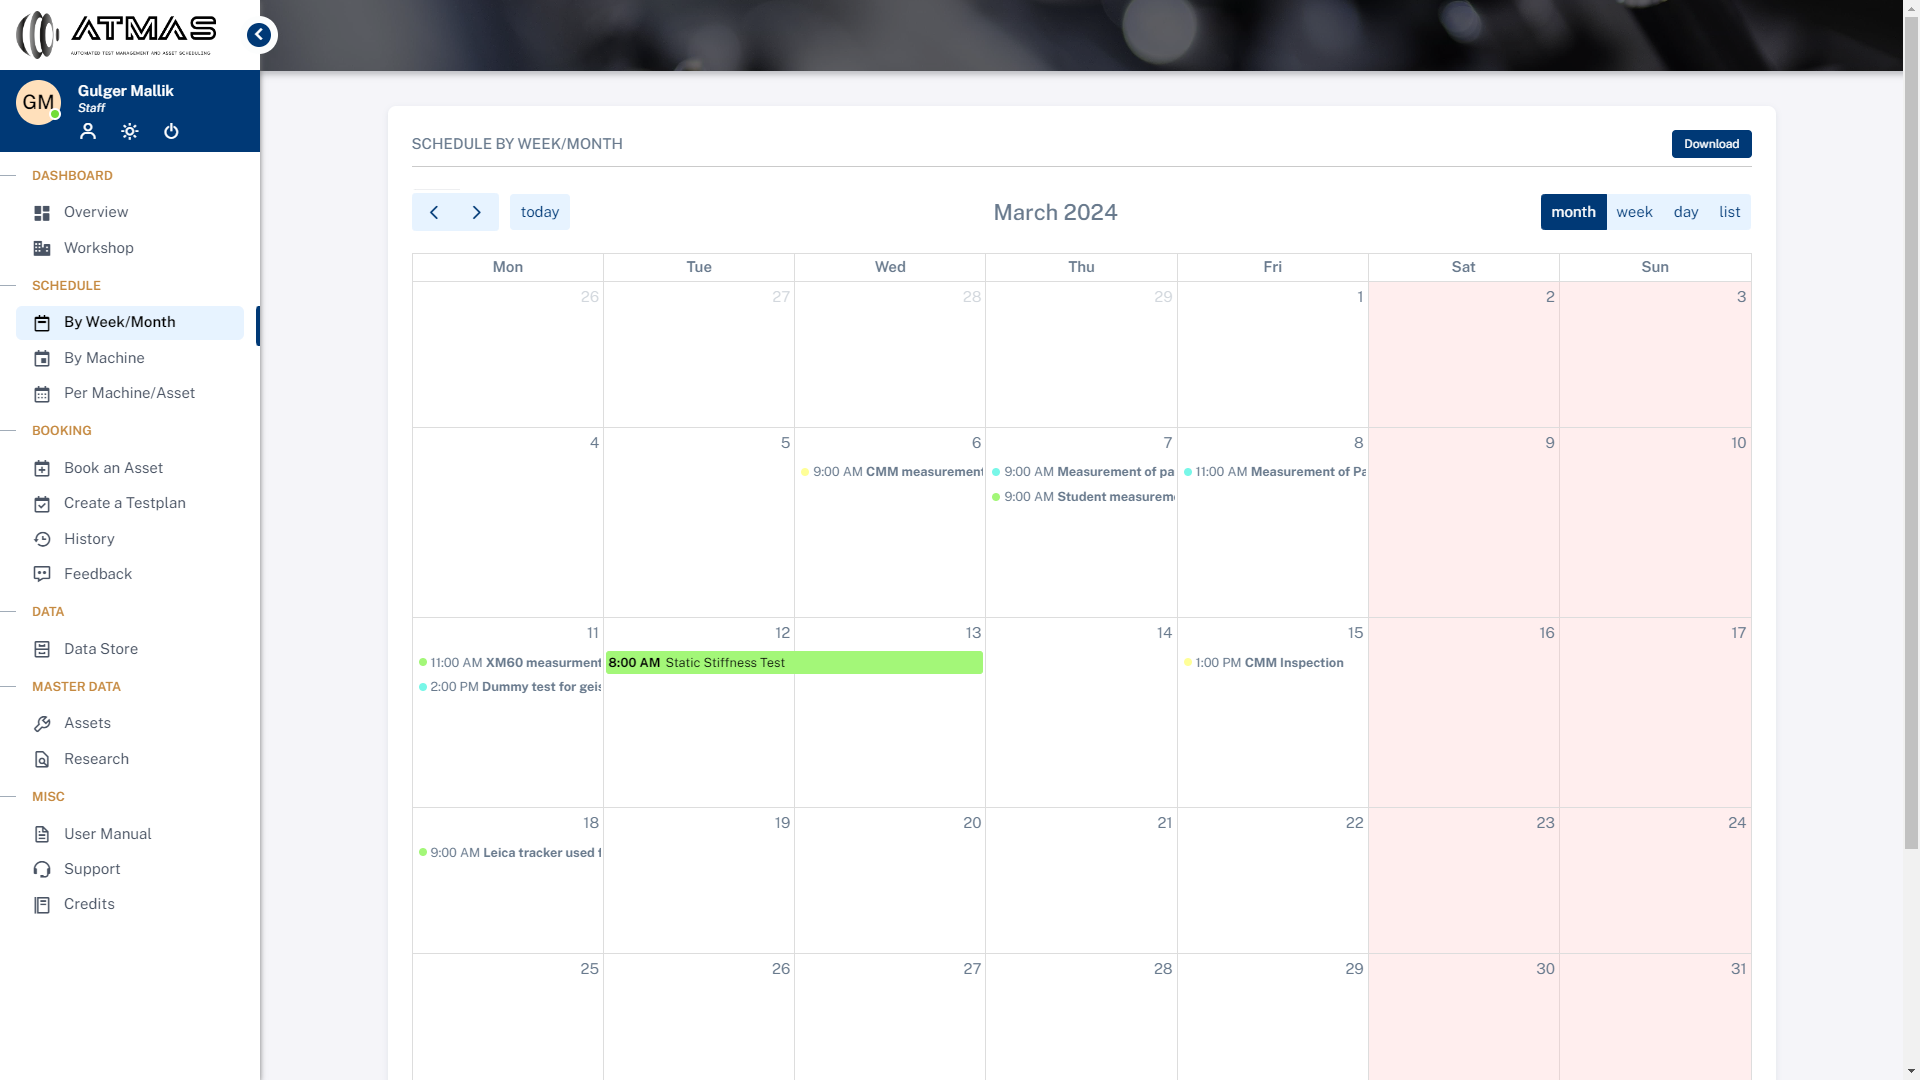 ATMAS
AUTOMATED TEST MANAGEMENT AND ASSET SCHEDULING
GM
Gulger Mallik
Staff
DASHBOARD
Overview
Workshop
SCHEDULE
By Week/Month
By Machine
Per Machine/Asset
BOOKING
Book an Asset
Create a Testplan
History
Feedback
DATA
Data Store
MASTER DATA
Assets
Research
MISC
User Manual
Support
Credits
SCHEDULE BY WEEK/MONTH
Download
today
March 2024
month week day list
Mon Tue Wed Thu Fri Sat Sun
26 27 28 29 1 2 3
4 5 6 7 8 9 10
9:00 AM CMM measurement
9:00 AM Measurement of pa
11:00 AM Measurement of Pa
9:00 AM Student measurem
11 12 13 14 15 16 17
11:00 AM XM60 measurment
8:00 AM Static Stiffness Test
1:00 PM CMM Inspection
2:00 PM Dummy test for geis
18 19 20 21 22 23 24
9:00 AM Leica tracker used
25 26 27 28 29 30 31